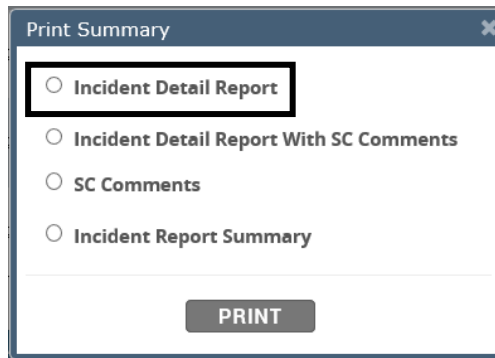 Print Summary
Incident Detail Report
Incident Detail Report With SC Comments
SC Comments
Incident Report Summary
PRINT